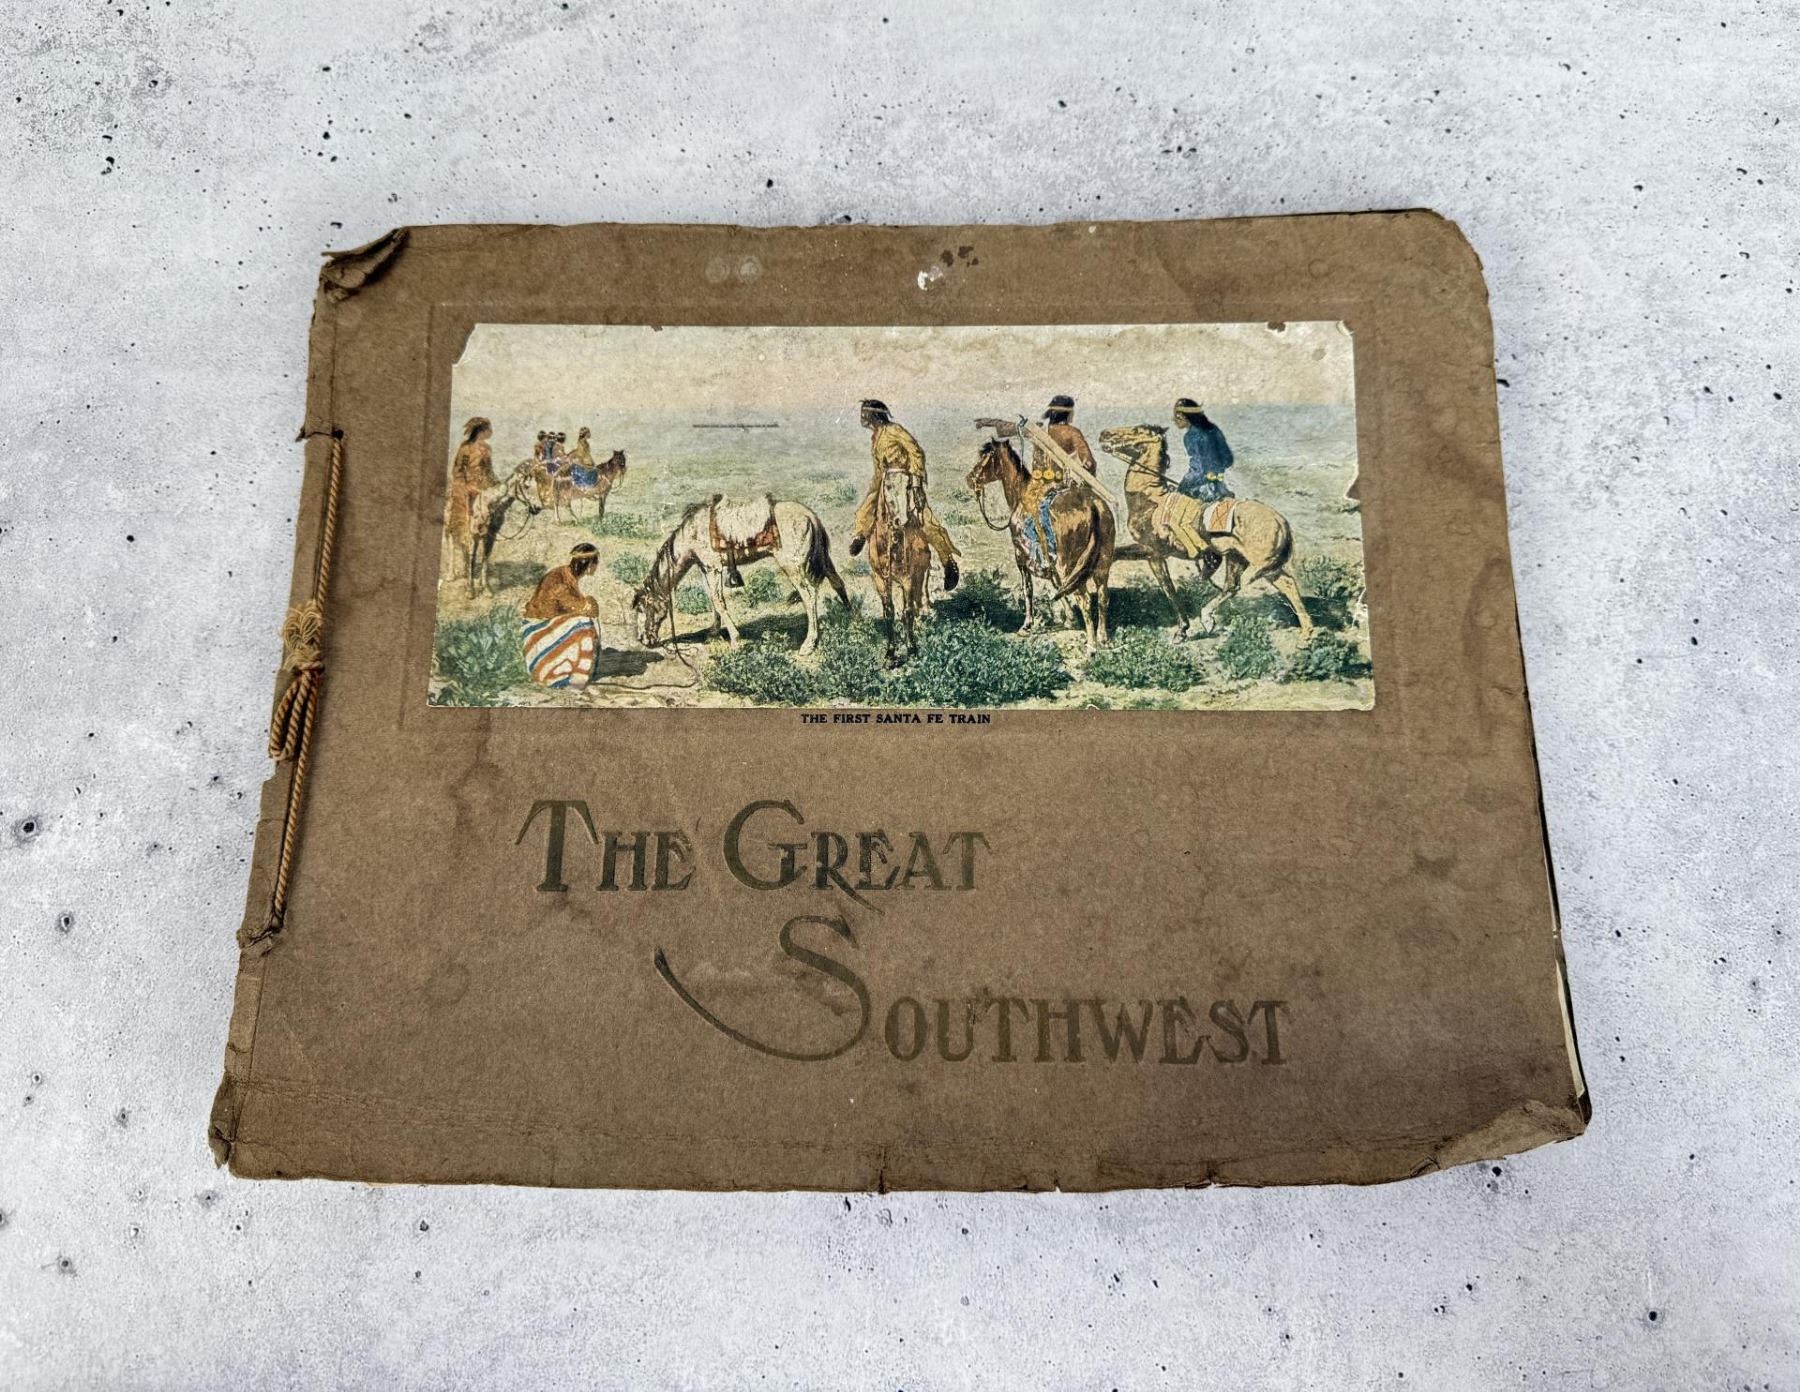 THE FIRST SANTA FE TRAIN
THE GREAT
SOUTHWEST